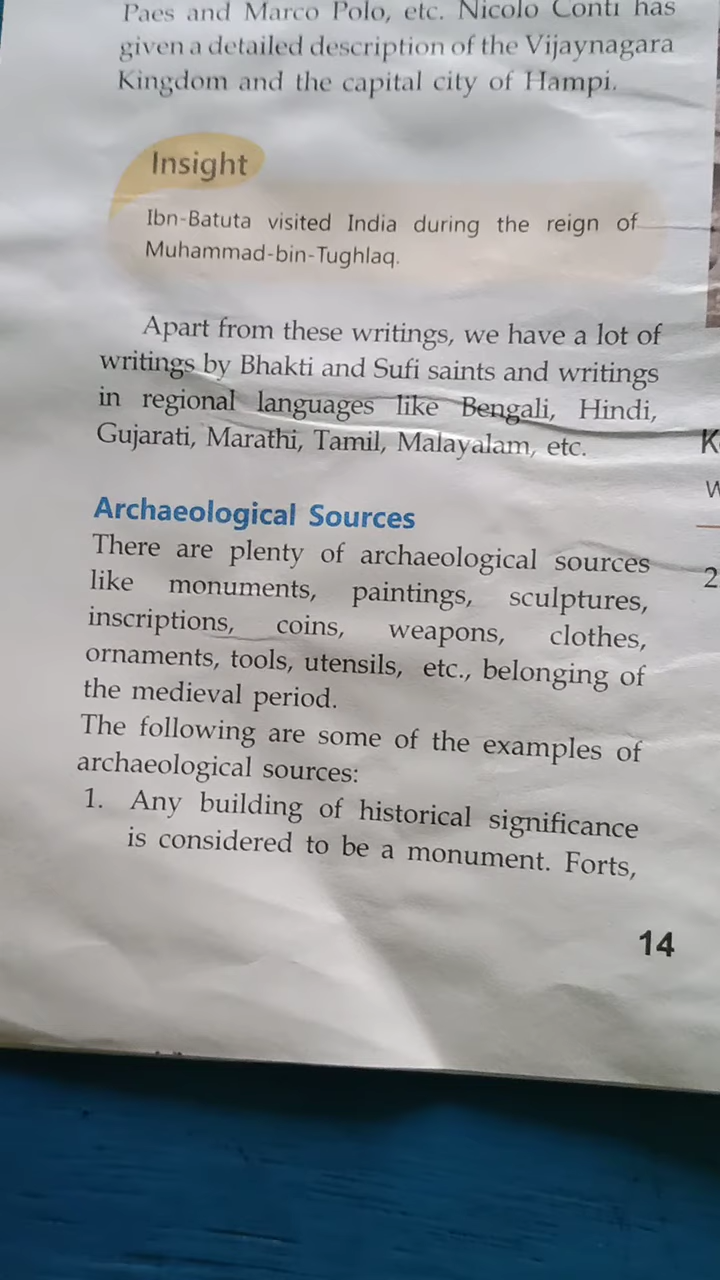 Paes and Marco Polo, etc. Nicolo Conti has
given a detailed description of the Vijaynagara
Kingdom and the capital city of Hampi.
Insight
Ibn-Batuta visited India during the reign of
Muhammad-bin-Tughlaq.
Apart from these writings, we have a lot of
writings by Bhakti and Sufi saints and writings
in regional languages like Bengali, Hindi,
Gujarati, Marathi, Tamil, Malayalam, etc.
Archaeological Sources
There are plenty of archaeological sources
like monuments, paintings, sculptures,
inscriptions, coins, weapons, clothes,
ornaments, tools, utensils, etc., belonging of
the medieval period.
The following are some of the examples of
archaeological sources:
1. Any building of historical significance
is considered to be a monument. Forts,
14
2